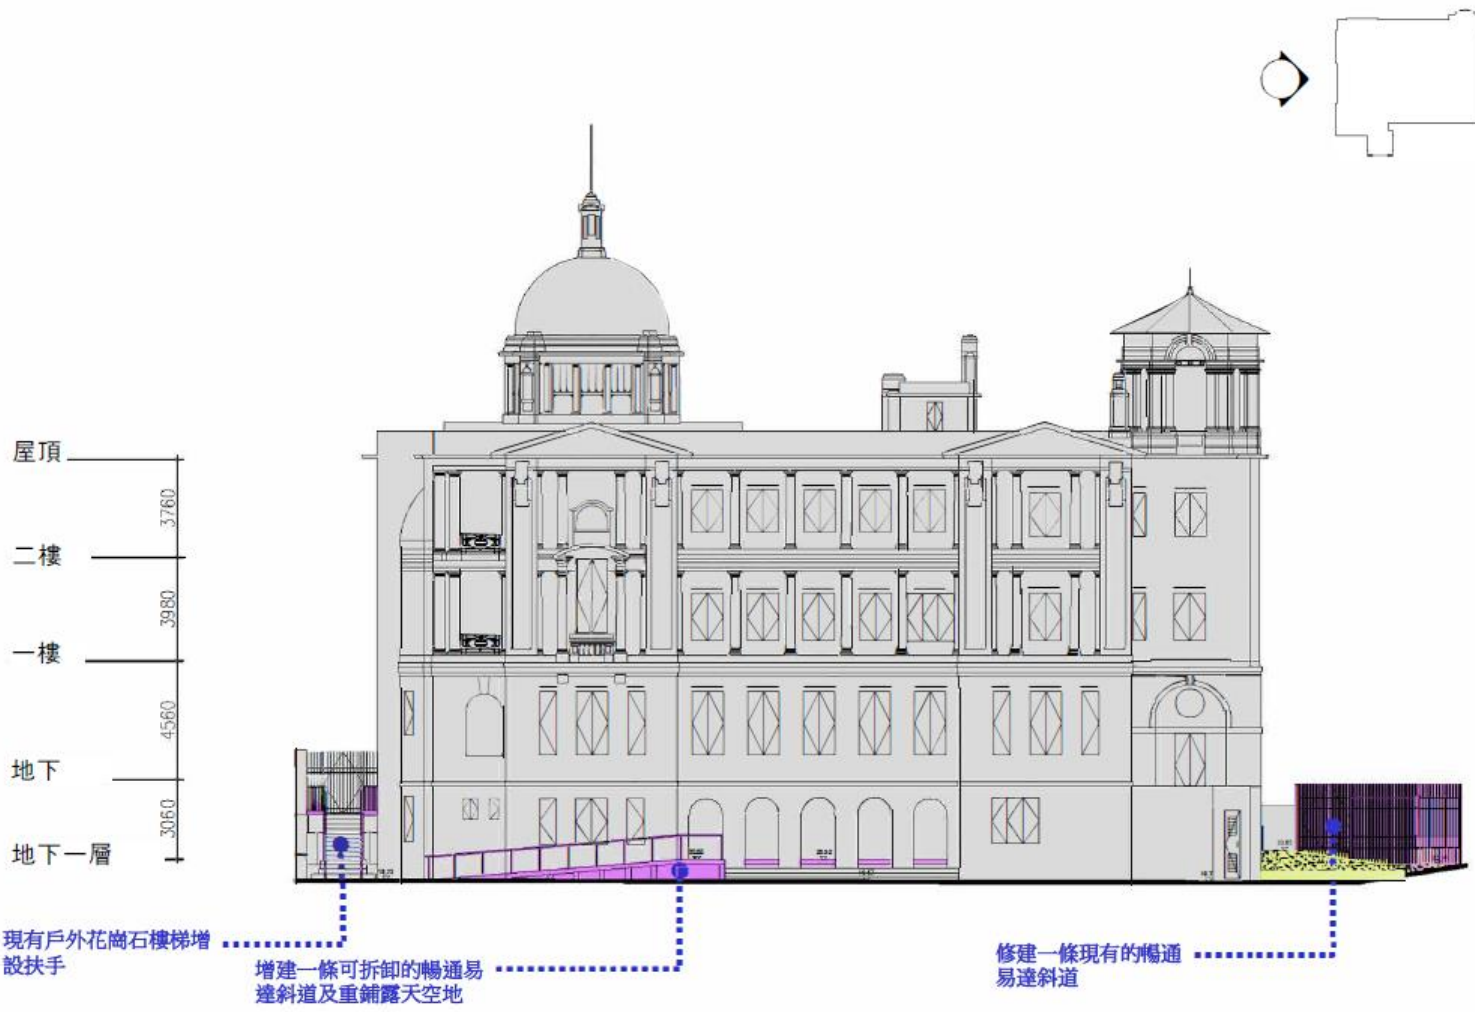 屋頂
3760
二樓
3980
一樓
4560
地下
3060
地下一層
現有戶外花崗石樓梯增
設扶手
增建一條可拆卸的暢通易
達斜道及重鋪露天空地
修建一條現有的暢通
易達斜道